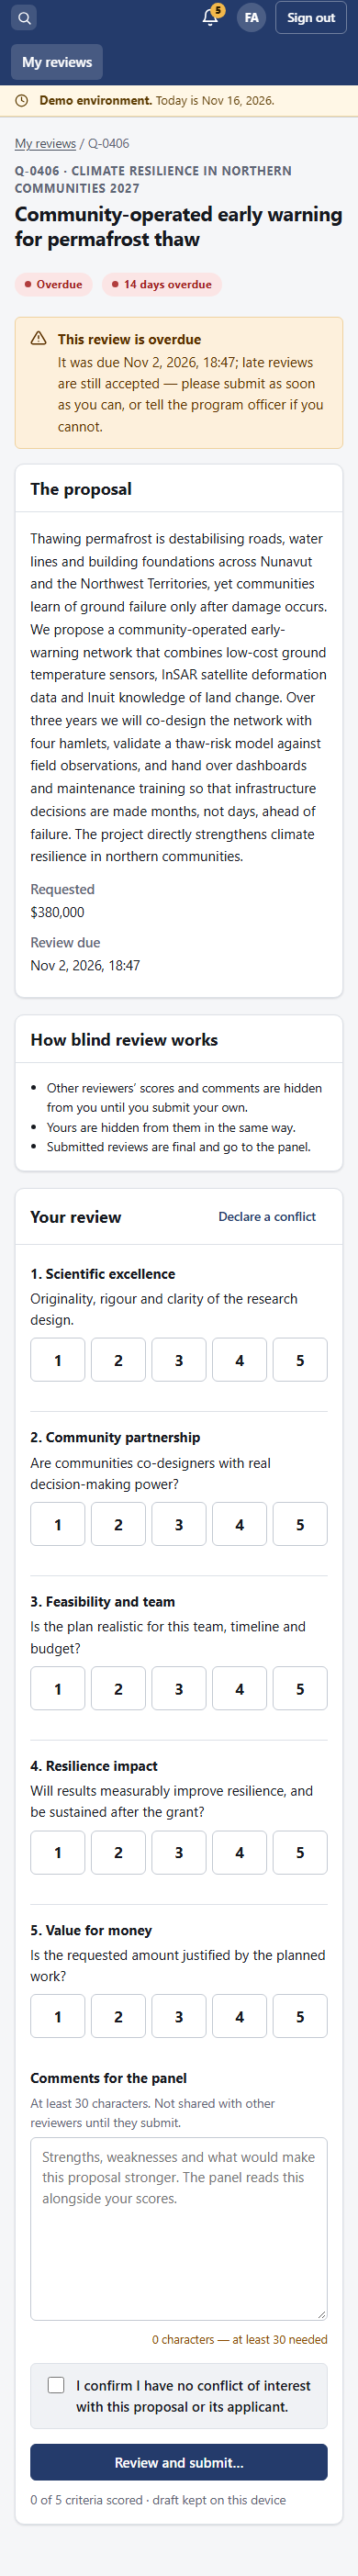 5
FA
Sign out
My reviews
Demo environment. Today is Nov 16, 2026.
My reviews / Q-0406
Q-0406 · CLIMATE RESILIENCE IN NORTHERN
COMMUNITIES 2027
Community-operated early warning
for permafrost thaw
Overdue
14 days overdue
This review is overdue
It was due Nov 2, 2026, 18:47; late reviews
are still accepted — please submit as soon
as you can, or tell the program officer if you
cannot.
The proposal
Thawing permafrost is destabilising roads, water
lines and building foundations across Nunavut
and the Northwest Territories, yet communities
learn of ground failure only after damage occurs.
We propose a community-operated early-
warning network that combines low-cost ground
temperature sensors, InSAR satellite deformation
data and Inuit knowledge of land change. Over
three years we will co-design the network with
four hamlets, validate a thaw-risk model against
field observations, and hand over dashboards
and maintenance training so that infrastructure
decisions are made months, not days, ahead of
failure. The project directly strengthens climate
resilience in northern communities.
Requested
$380,000
Review due
Nov 2, 2026, 18:47
How blind review works
• Other reviewers’ scores and comments are hidden
from you until you submit your own.
• Yours are hidden from them in the same way.
• Submitted reviews are final and go to the panel.
Your review
Declare a conflict
1. Scientific excellence
Originality, rigour and clarity of the research
design.
1 2 3 4 5
2. Community partnership
Are communities co-designers with real
decision-making power?
1 2 3 4 5
3. Feasibility and team
Is the plan realistic for this team, timeline and
budget?
1 2 3 4 5
4. Resilience impact
Will results measurably improve resilience, and
be sustained after the grant?
1 2 3 4 5
5. Value for money
Is the requested amount justified by the planned
work?
1 2 3 4 5
Comments for the panel
At least 30 characters. Not shared with other
reviewers until they submit.
Strengths, weaknesses and what would make
this proposal stronger. The panel reads this
alongside your scores.
0 characters — at least 30 needed
I confirm I have no conflict of interest
with this proposal or its applicant.
Review and submit...
0 of 5 criteria scored · draft kept on this device